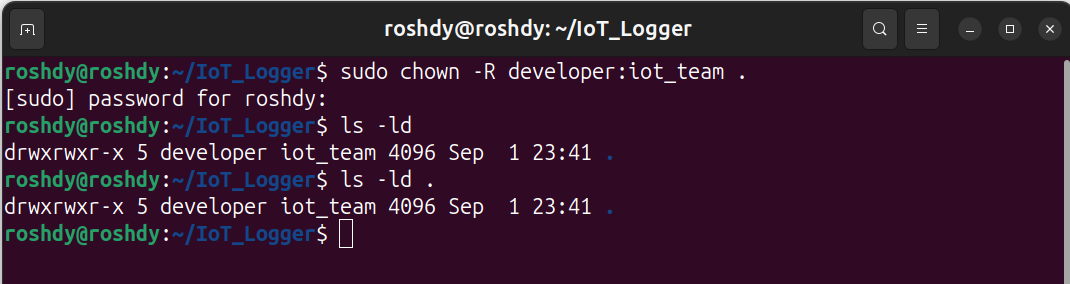 roshdy@roshdy: ~/IoT_Logger
roshdy@roshdy:~/IoT_Logger$ sudo chown -R developer:iot_team .
[sudo] password for roshdy:
roshdy@roshdy:~/IoT_Logger$ ls -ld
drwxrwxr-x 5 developer iot_team 4096 Sep  1 23:41 .
roshdy@roshdy:~/IoT_Logger$ ls -ld .
drwxrwxr-x 5 developer iot_team 4096 Sep  1 23:41 .
roshdy@roshdy:~/IoT_Logger$